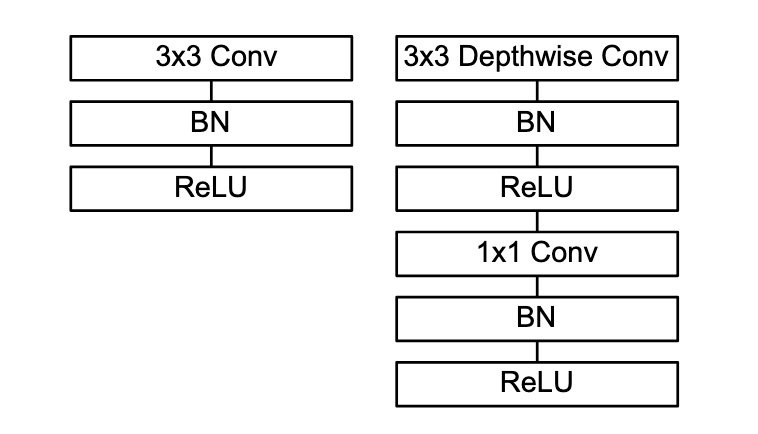 3x3 Conv
BN
ReLU
3x3 Depthwise Conv
BN
ReLU
1x1 Conv
BN
ReLU